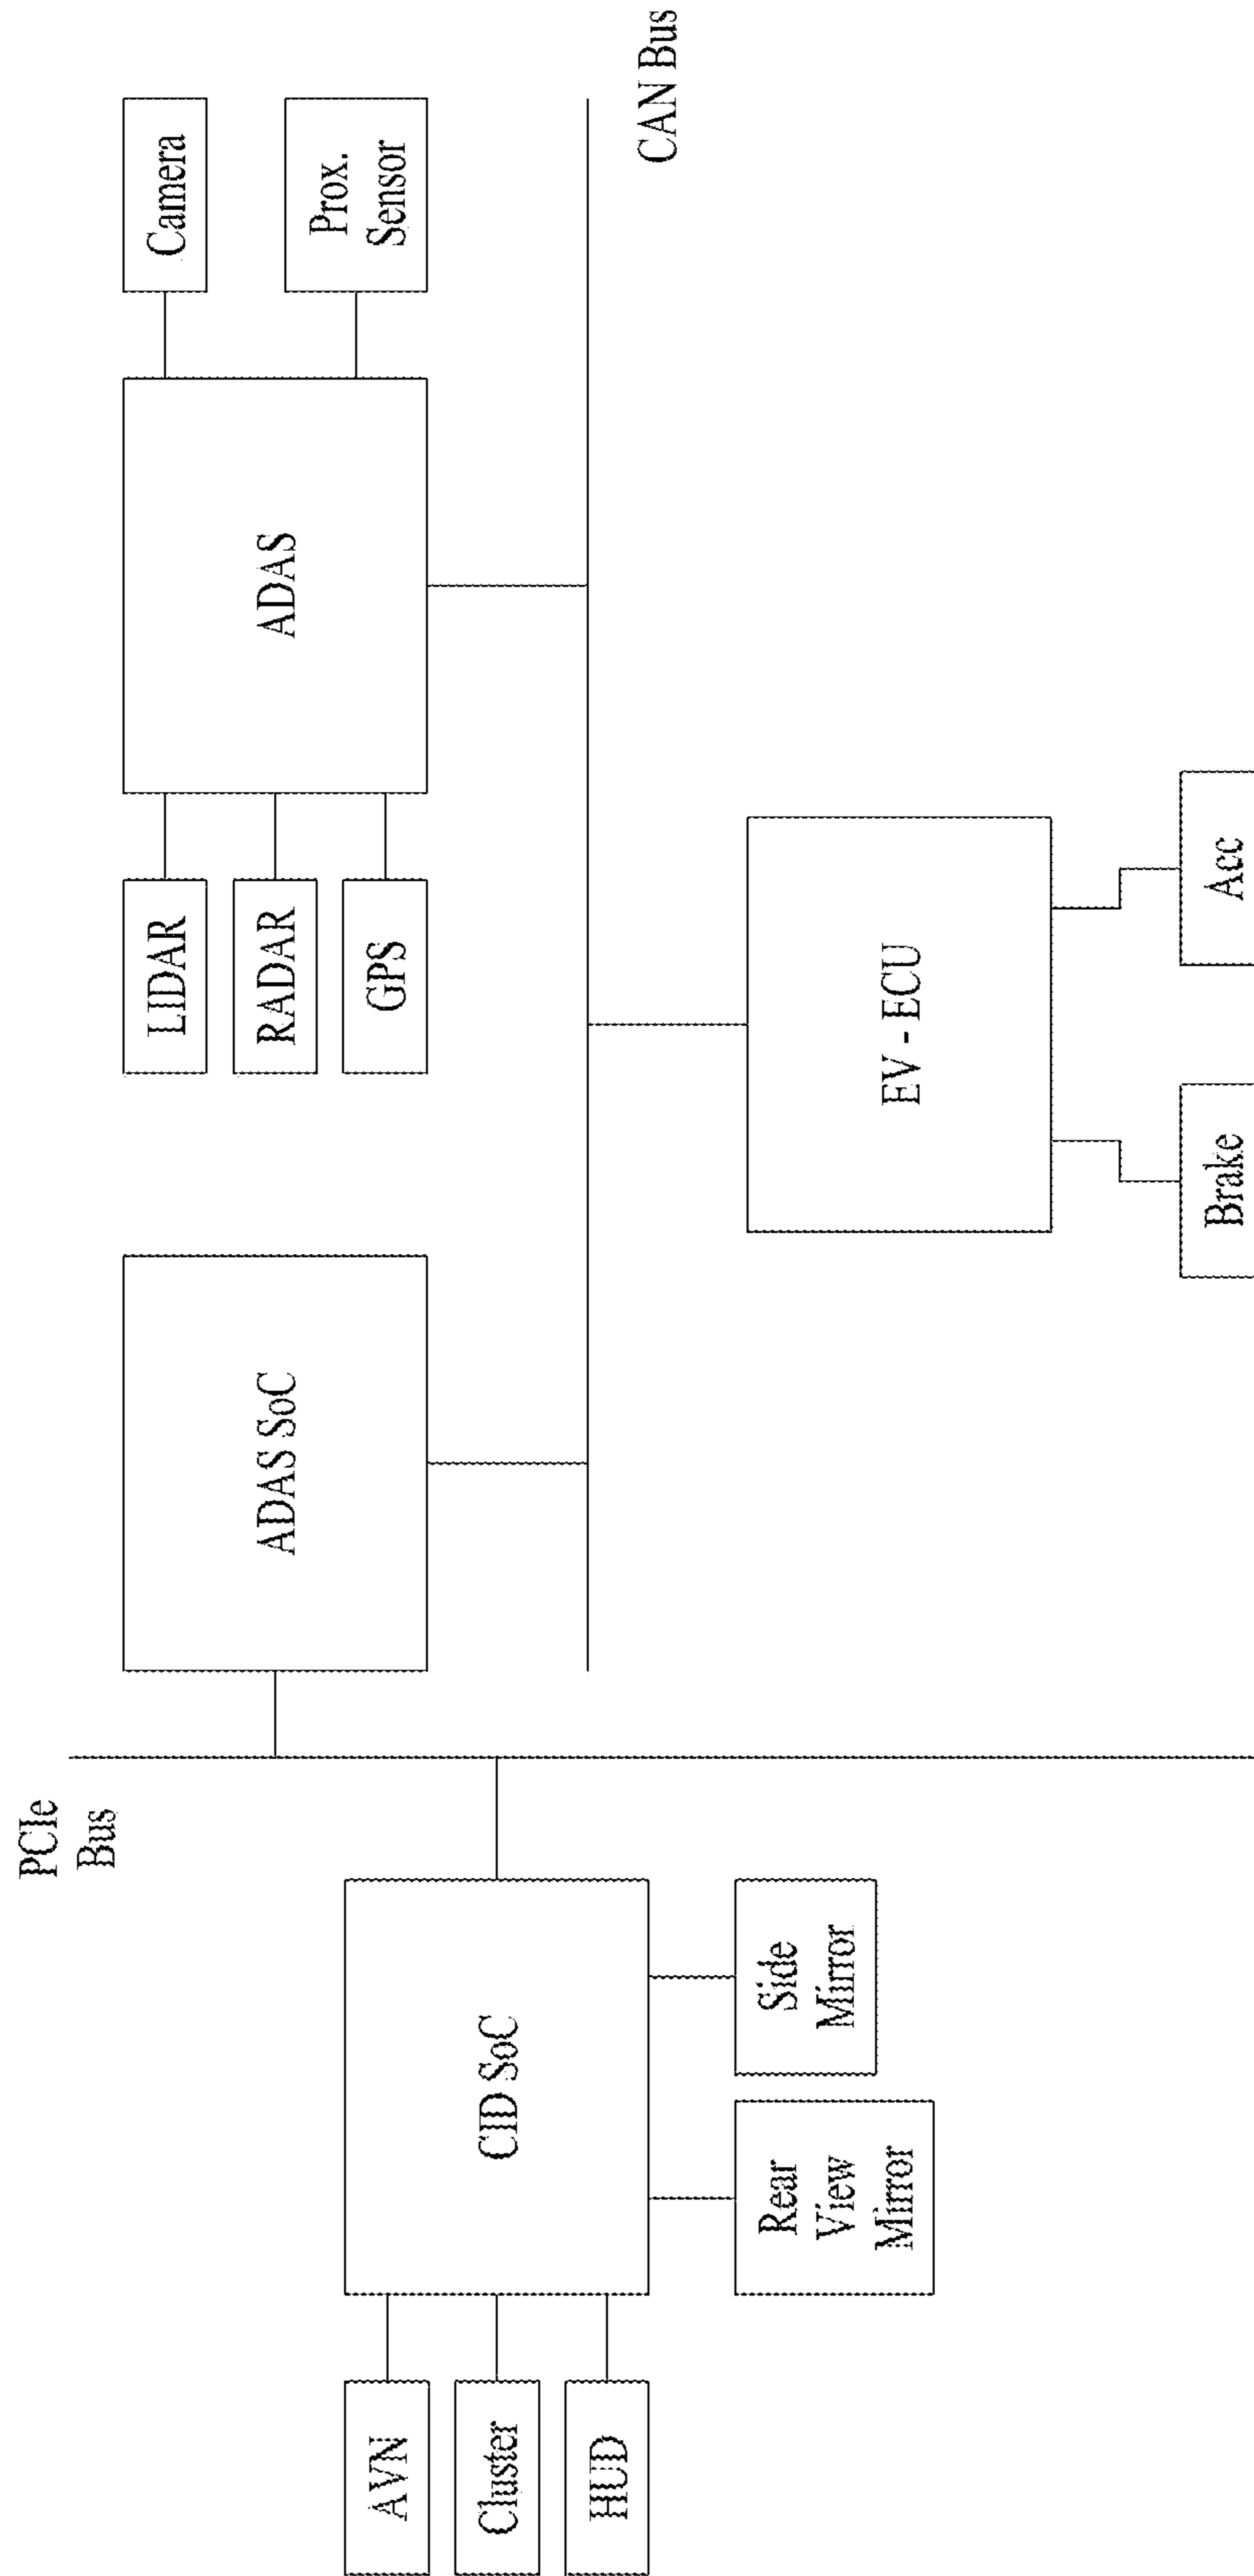 PCIe
Bus
AVN
Cluster
HUD
CID SoC
Rear
View
Mirror
Side
Mirror
ADAS SoC
LIDAR
RADAR
GPS
ADAS
Camera
Prox.
Sensor
CAN Bus
EV - ECU
Brake
Acc